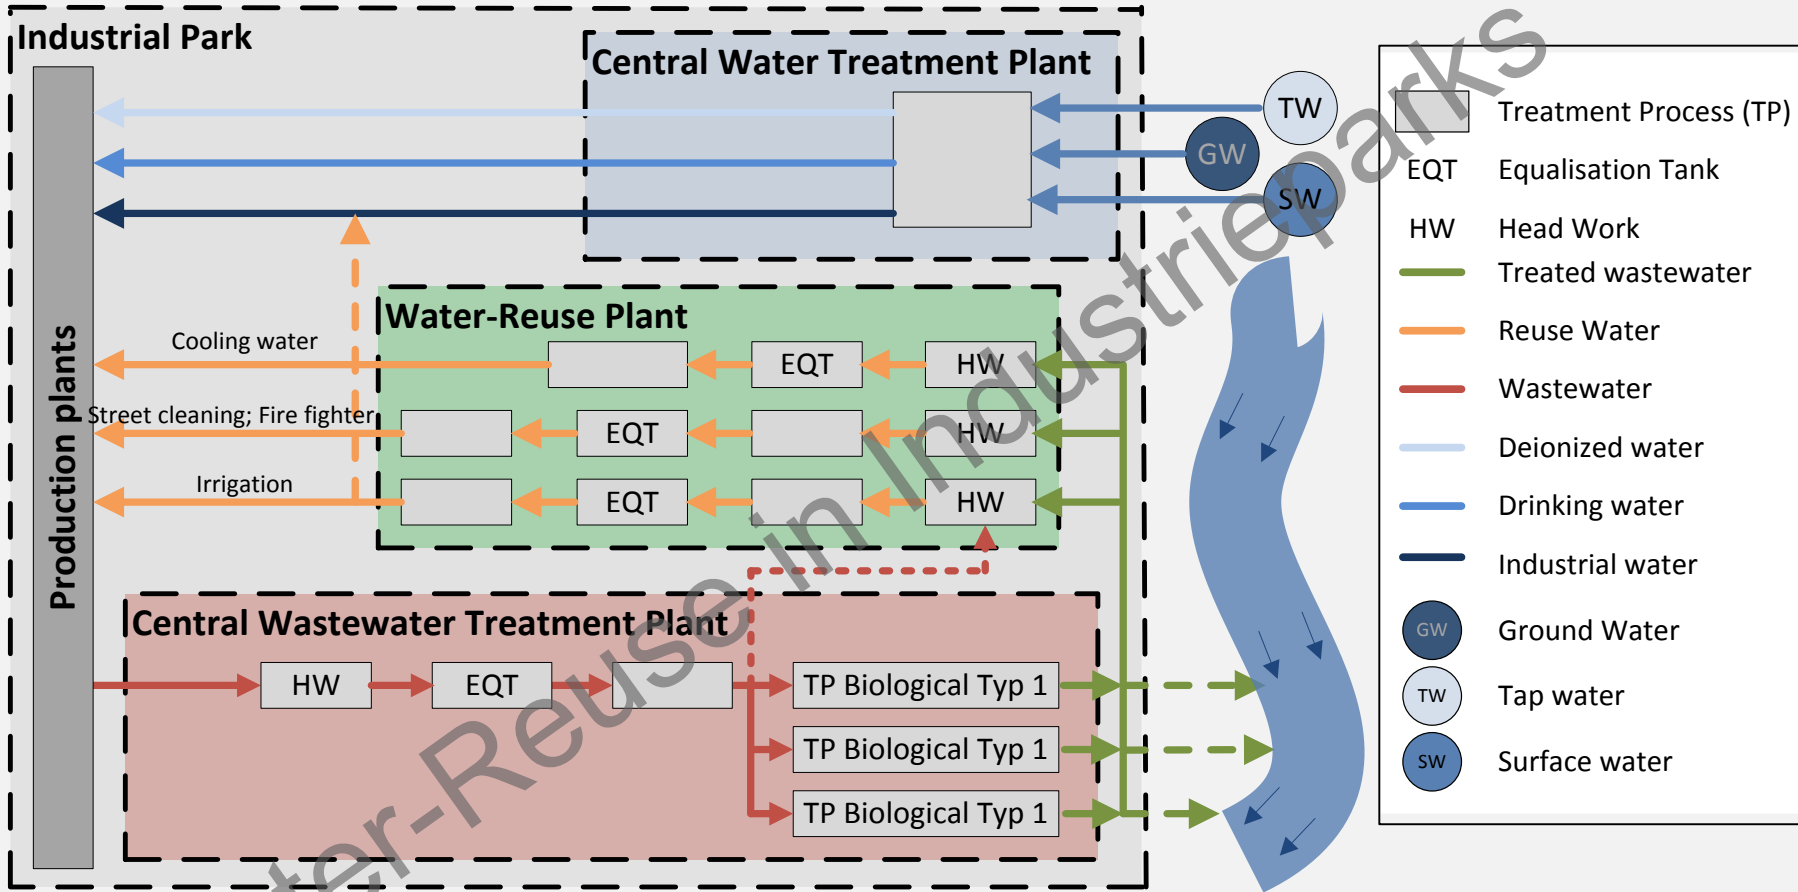 Industrial Park
Central Water Treatment Plant
TW
GW
SW
Water-Reuse Plant
Cooling water
EQT
HW
Street cleaning; Fire fighter
EQT
HW
Irrigation
EQT
HW
Production plants
Central Wastewater Treatment Plant
HW
EQT
TP Biological Typ 1
TP Biological Typ 1
TP Biological Typ 1
Treatment Process (TP)
EQT Equalisation Tank
HW Head Work
Treated wastewater
Reuse Water
Wastewater
Deionized water
Drinking water
Industrial water
GW Ground Water
TW Tap water
SW Surface water
ter-Reuse in Industrieparks